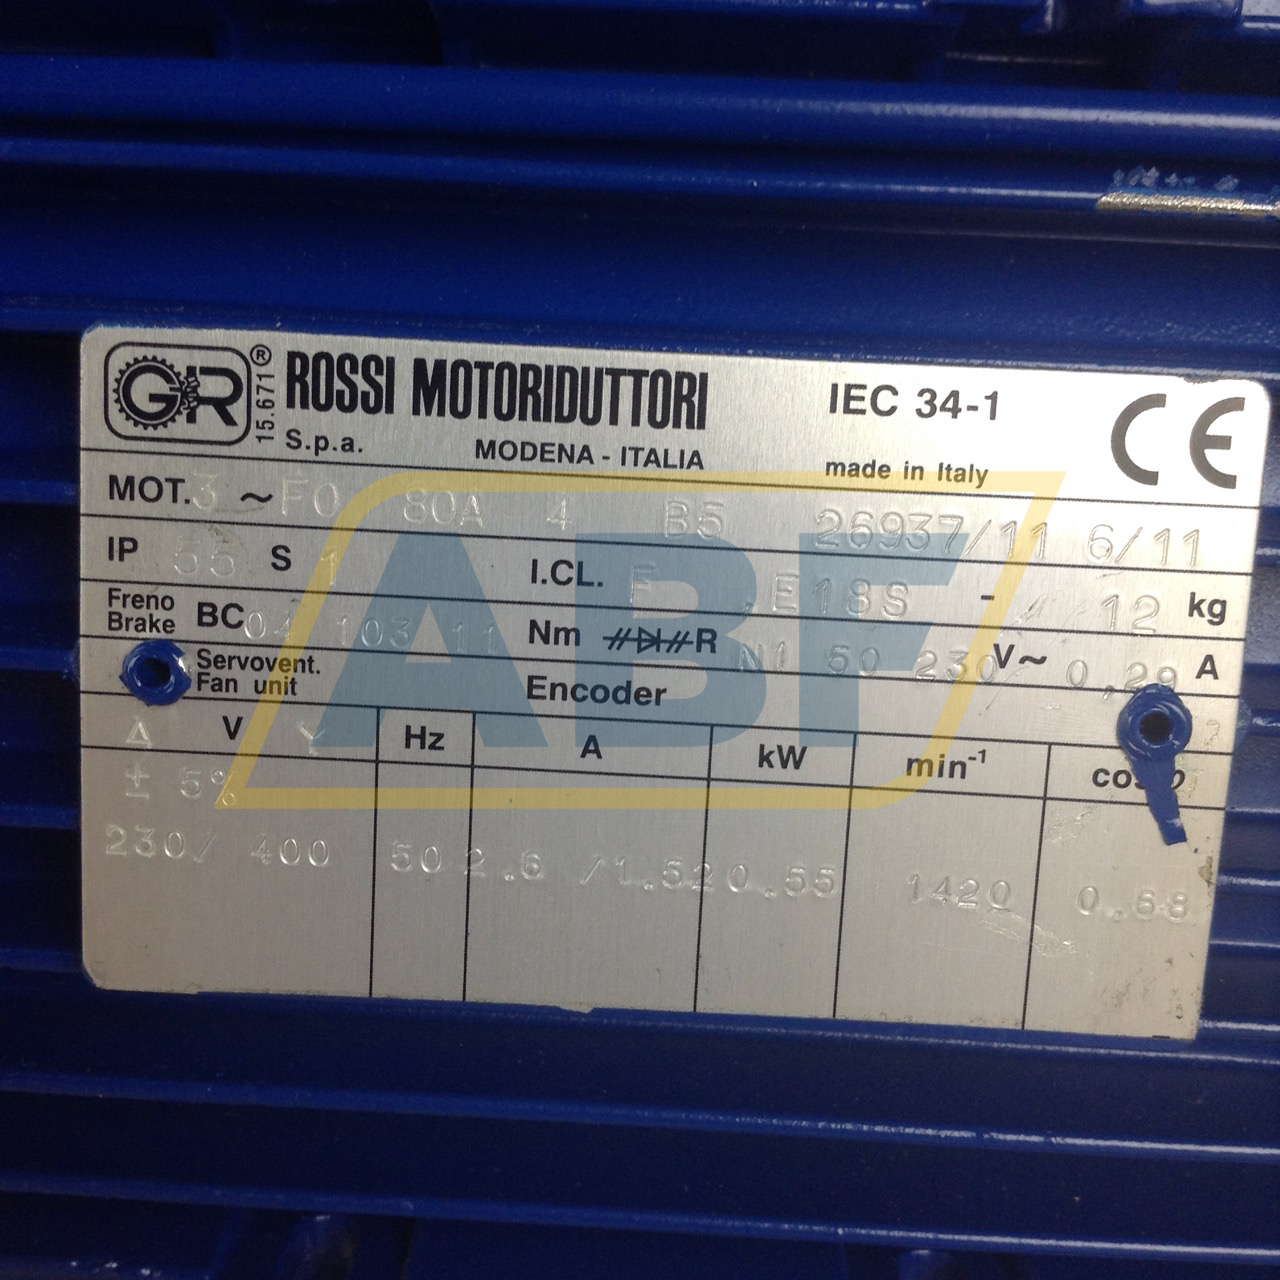 GR ® ROSSI MOTORIDUTTORI IEC 34-1 CE
15.671 S.p.a. MODENA - ITALIA made in Italy
MOT. 3 ~ F0 80A 4 B5 26937/11 6/11
IP 55 S 1 I.CL. F ,E18S - 12 kg
Freno Brake BC 04 103 11 Nm R N1 50 230 V~ 0,29 A
Servovent. Fan unit Encoder
Δ V Y Hz A kW min-1 cosφ
± 5%
230/ 400 50 2.6 /1.52 0.55 1420 0.68
ABF